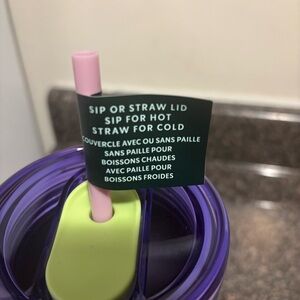 SIP OR STRAW LID
SIP FOR HOT
STRAW FOR COLD
COUVERCLE AVEC OU SANS PAILLE
SANS PAILLE POUR
BOISSONS CHAUDES
AVEC PAILLE POUR
BOISSONS FROIDES